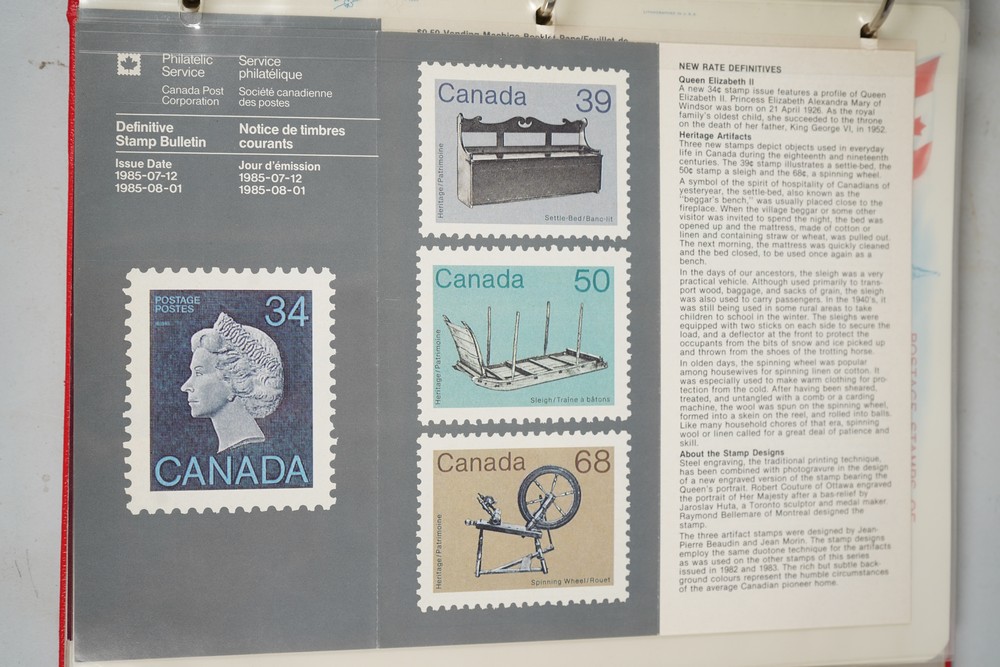 Philatelic
Service
Service
philatélique
Canada Post
Corporation
Société canadienne
des postes
Definitive
Stamp Bulletin
Notice de timbres
courants
Issue Date
1985-07-12
1985-08-01
Jour d'émission
1985-07-12
1985-08-01
POSTAGE
POSTES
34
CANADA
$0.50 Vending Machine Booklet Pane/Feuillet de
Canada 39
Heritage/Patrimoine
Settle-Bed/Banc-lit
Canada 50
Heritage/Patrimoine
Sleigh/Traîne à bâtons
Canada 68
Heritage/Patrimoine
Spinning Wheel/Rouet
NEW RATE DEFINITIVES
Queen Elizabeth II
A new 34¢ stamp issue features a profile of Queen
Elizabeth II. Princess Elizabeth Alexandra Mary of
Windsor was born on 21 April 1926. As the royal
family's oldest child, she succeeded to the throne
on the death of her father, King George VI, in 1952.
Heritage Artifacts
Three new stamps depict objects used in everyday
life in Canada during the eighteenth and nineteenth
centuries. The 39¢ stamp illustrates a settle-bed, the
50¢ stamp a sleigh and the 68¢, a spinning wheel.
A symbol of the spirit of hospitality of Canadians of
yesteryear, the settle-bed, also known as the
"beggar's bench," was usually placed close to the
fireplace. When the village beggar or some other
visitor was invited to spend the night, the bed was
opened up and the mattress, made of cotton or
linen and containing straw or wheat, was pulled out.
The next morning, the mattress was quickly cleaned
and the bed closed, to be used once again as a
bench.
In the days of our ancestors, the sleigh was a very
practical vehicle. Although used primarily to trans-
port wood, baggage, and sacks of grain, the sleigh
was also used to carry passengers. In the 1940's, it
was still being used in some rural areas to take
children to school in the winter. The sleighs were
equipped with two sticks on each side to secure the
load, and a deflector at the front to protect the
occupants from the bits of snow and ice picked up
and thrown from the shoes of the trotting horse.
In olden days, the spinning wheel was popular
among housewives for spinning linen or cotton. It
was especially used to make warm clothing for pro-
tection from the cold. After having been sheared,
treated, and untangled with a comb or a carding
machine, the wool was spun on the spinning wheel,
formed into a skein on the reel, and rolled into balls.
Like many household chores of that era, spinning
wool or linen called for a great deal of patience and
skill.
About the Stamp Designs
Steel engraving, the traditional printing technique,
has been combined with photogravure in the design
of a new engraved version of the stamp bearing the
Queen's portrait. Robert Couture of Ottawa engraved
the portrait of Her Majesty after a bas-relief by
Jaroslav Huta, a Toronto sculptor and medal maker.
Raymond Bellemare of Montreal designed the
stamp.
The three artifact stamps were designed by Jean-
Pierre Beaudin and Jean Morin. The stamp designs
employ the same duotone technique for the artifacts
as was used on the other stamps of this series
issued in 1982 and 1983. The rich but subtle back-
ground colours represent the humble circumstances
of the average Canadian pioneer home.
POSTAGE STAMPS OF